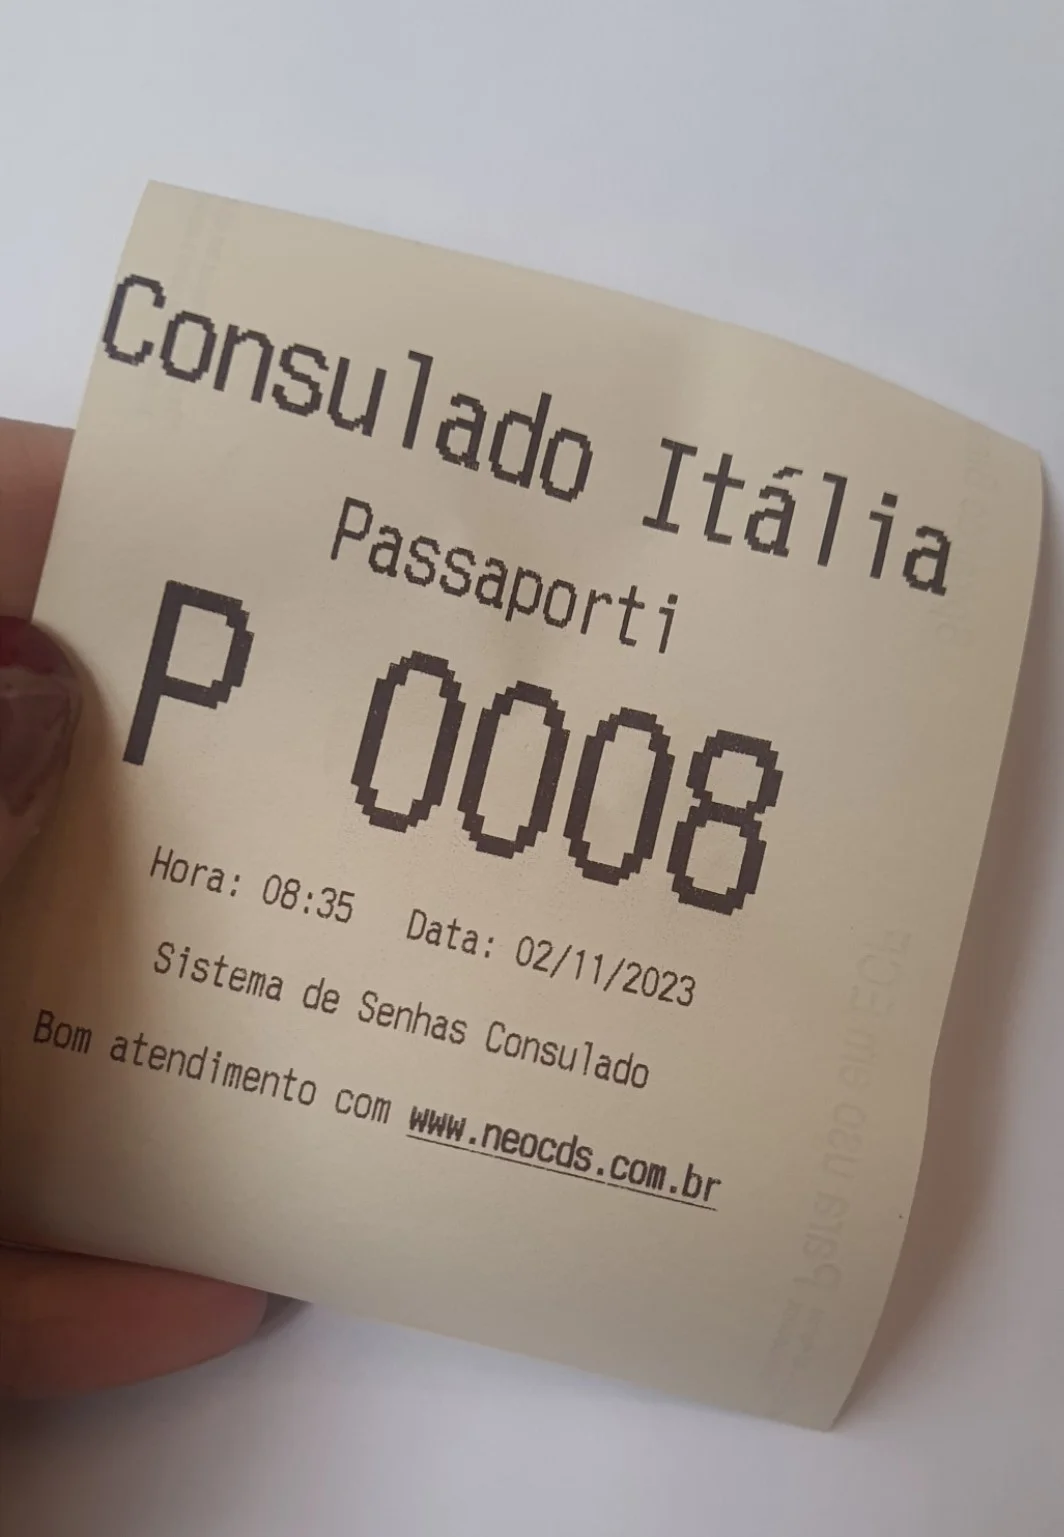 Consulado Itália
Passaporti
P 0008
Hora: 08:35 Data: 02/11/2023
Sistema de Senhas Consulado
Bom atendimento com www.neocds.com.br